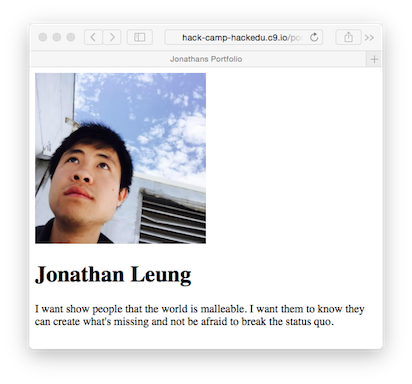 hack-camp-hackedu.c9.io/po
Jonathans Portfolio
Jonathan Leung
I want show people that the world is malleable. I want them to know they
can create what's missing and not be afraid to break the status quo.